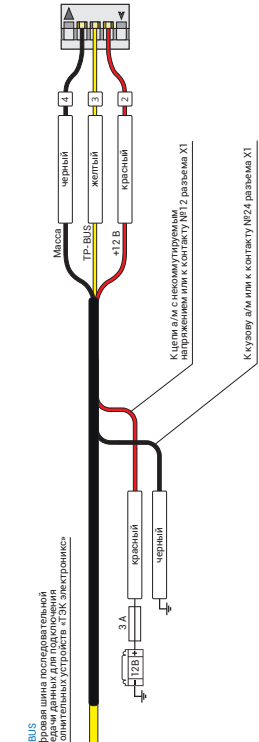 4
3
2
черный
желтый
красный
Масса
TP-BUS
+12 В
К цепи а/м с некоммутируемым
напряжением или к контакту №12 разъема X1
К кузову а/м или к контакту №24 разъема X1
красный
черный
3 А
12В
+
BUS
фровая шина последовательной
едачи данных для подключения
олнительных устройств «ТЭК электроникс»